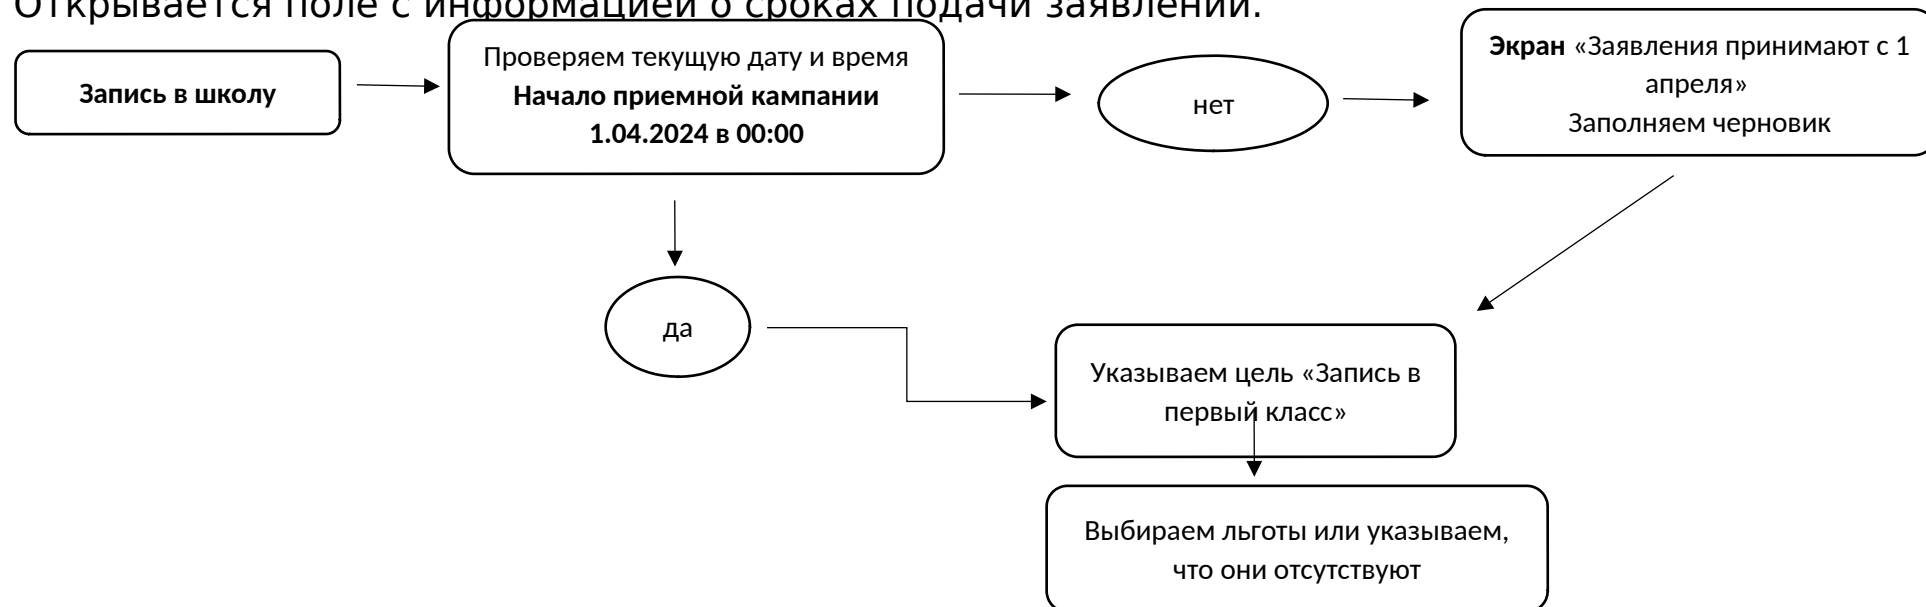 Открывается поле с информацией о сроках подачи заявлений.
Запись в школу
Проверяем текущую дату и время
Начало приемной кампании
1.04.2024 в 00:00
нет
Экран «Заявления принимают с 1
апреля»
Заполняем черновик
да
Указываем цель «Запись в
первый класс»
Выбираем льготы или указываем,
что они отсутствуют